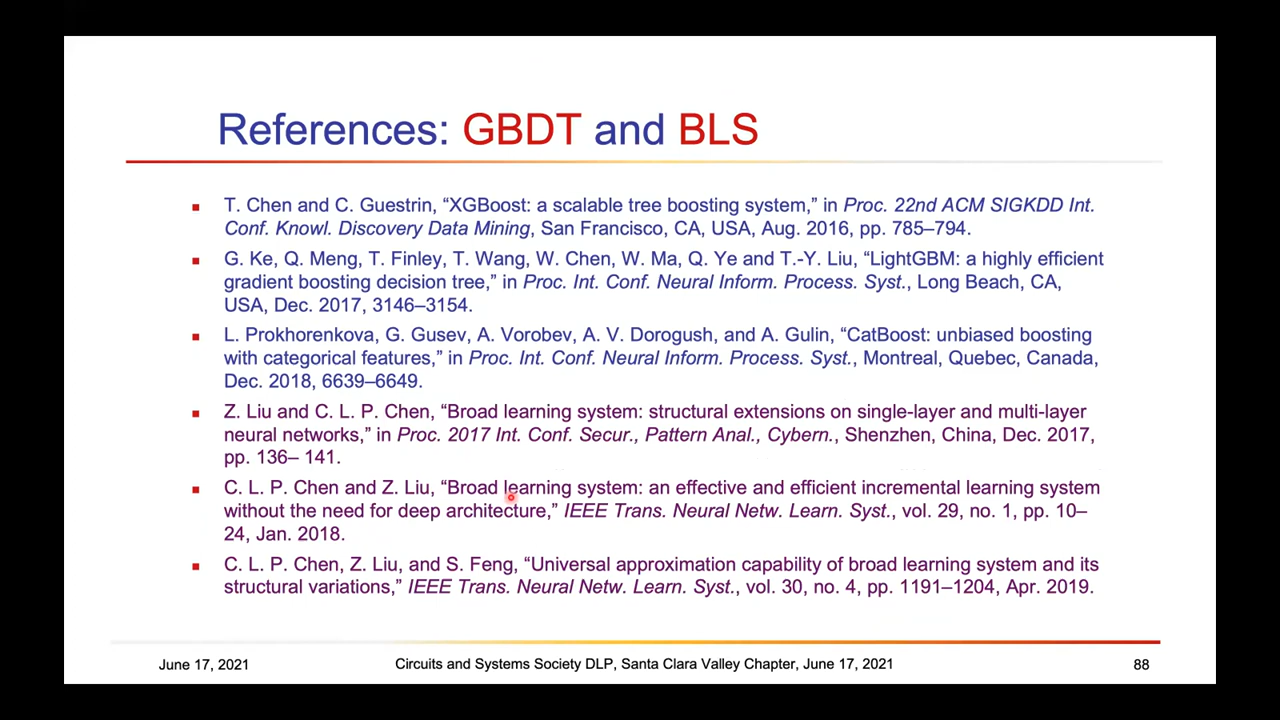 References: GBDT and BLS
T. Chen and C. Guestrin, “XGBoost: a scalable tree boosting system,” in Proc. 22nd ACM SIGKDD Int.
Conf. Knowl. Discovery Data Mining, San Francisco, CA, USA, Aug. 2016, pp. 785–794.
G. Ke, Q. Meng, T. Finley, T. Wang, W. Chen, W. Ma, Q. Ye and T.-Y. Liu, “LightGBM: a highly efficient
gradient boosting decision tree,” in Proc. Int. Conf. Neural Inform. Process. Syst., Long Beach, CA,
USA, Dec. 2017, 3146–3154.
L. Prokhorenkova, G. Gusev, A. Vorobev, A. V. Dorogush, and A. Gulin, “CatBoost: unbiased boosting
with categorical features,” in Proc. Int. Conf. Neural Inform. Process. Syst., Montreal, Quebec, Canada,
Dec. 2018, 6639–6649.
Z. Liu and C. L. P. Chen, “Broad learning system: structural extensions on single-layer and multi-layer
neural networks,” in Proc. 2017 Int. Conf. Secur., Pattern Anal., Cybern., Shenzhen, China, Dec. 2017,
pp. 136– 141.
C. L. P. Chen and Z. Liu, “Broad learning system: an effective and efficient incremental learning system
without the need for deep architecture,” IEEE Trans. Neural Netw. Learn. Syst., vol. 29, no. 1, pp. 10–
24, Jan. 2018.
C. L. P. Chen, Z. Liu, and S. Feng, “Universal approximation capability of broad learning system and its
structural variations,” IEEE Trans. Neural Netw. Learn. Syst., vol. 30, no. 4, pp. 1191–1204, Apr. 2019.
June 17, 2021
Circuits and Systems Society DLP, Santa Clara Valley Chapter, June 17, 2021
88